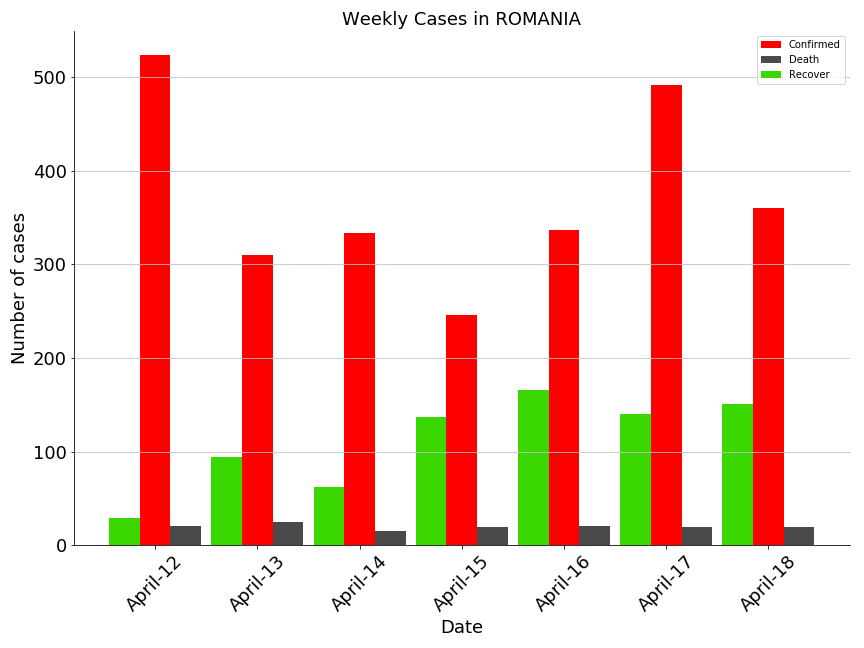 Weekly Cases in ROMANIA
Confirmed
Death
Recover
Number of cases
500
400
300
200
100
0
April-12
April-13
April-14
April-15
April-16
April-17
April-18
Date